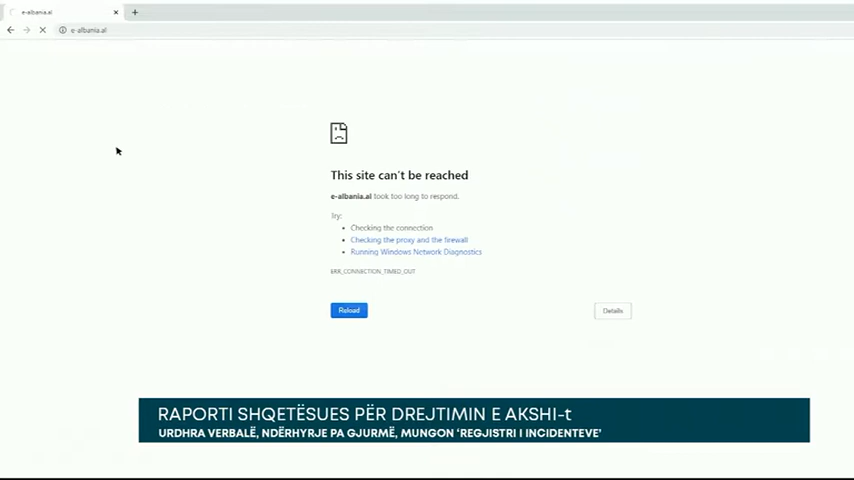 e-albania.al
e-albania.al
This site can't be reached
e-albania.al took too long to respond.
Try:
Checking the connection
Checking the proxy and the firewall
Running Windows Network Diagnostics
ERR_CONNECTION_TIMED_OUT
Reload
Details
RAPORTI SHQETËSUES PËR DREJTIMIN E AKSHI-t
URDHRA VERBALË, NDËRHYRJE PA GJURMË, MUNGON 'REGJISTRI I INCIDENTEVE'